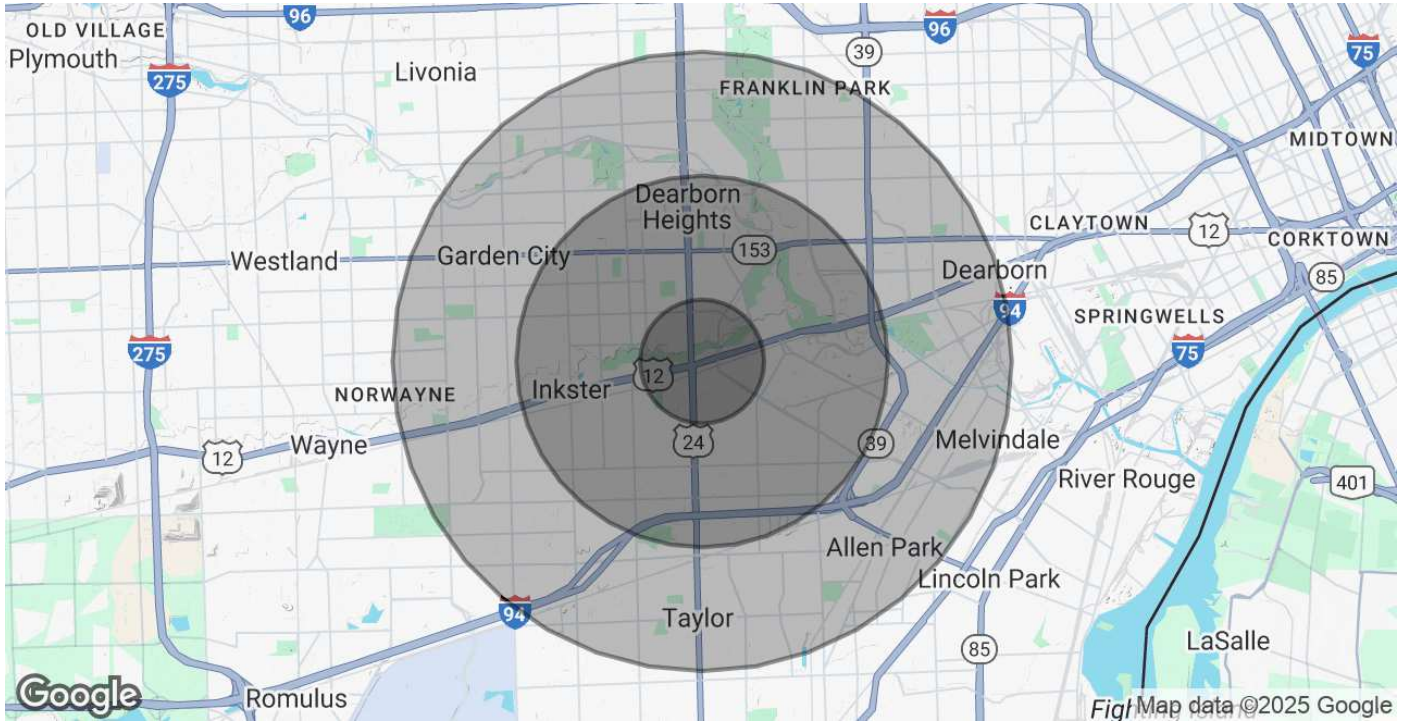 96
96
39
75
OLD VILLAGE
Plymouth
275
Livonia
FRANKLIN PARK
MIDTOWN
Dearborn
Heights
CLAYTOWN
12
CORKTOWN
Westland
Garden City
153
Dearborn
85
94
SPRINGWELLS
275
75
12
NORWAYNE
Inkster
Wayne
12
24
39
Melvindale
River Rouge
401
Allen Park
Lincoln Park
94
Taylor
85
LaSalle
Romulus
Google
Map data ©2025 Google